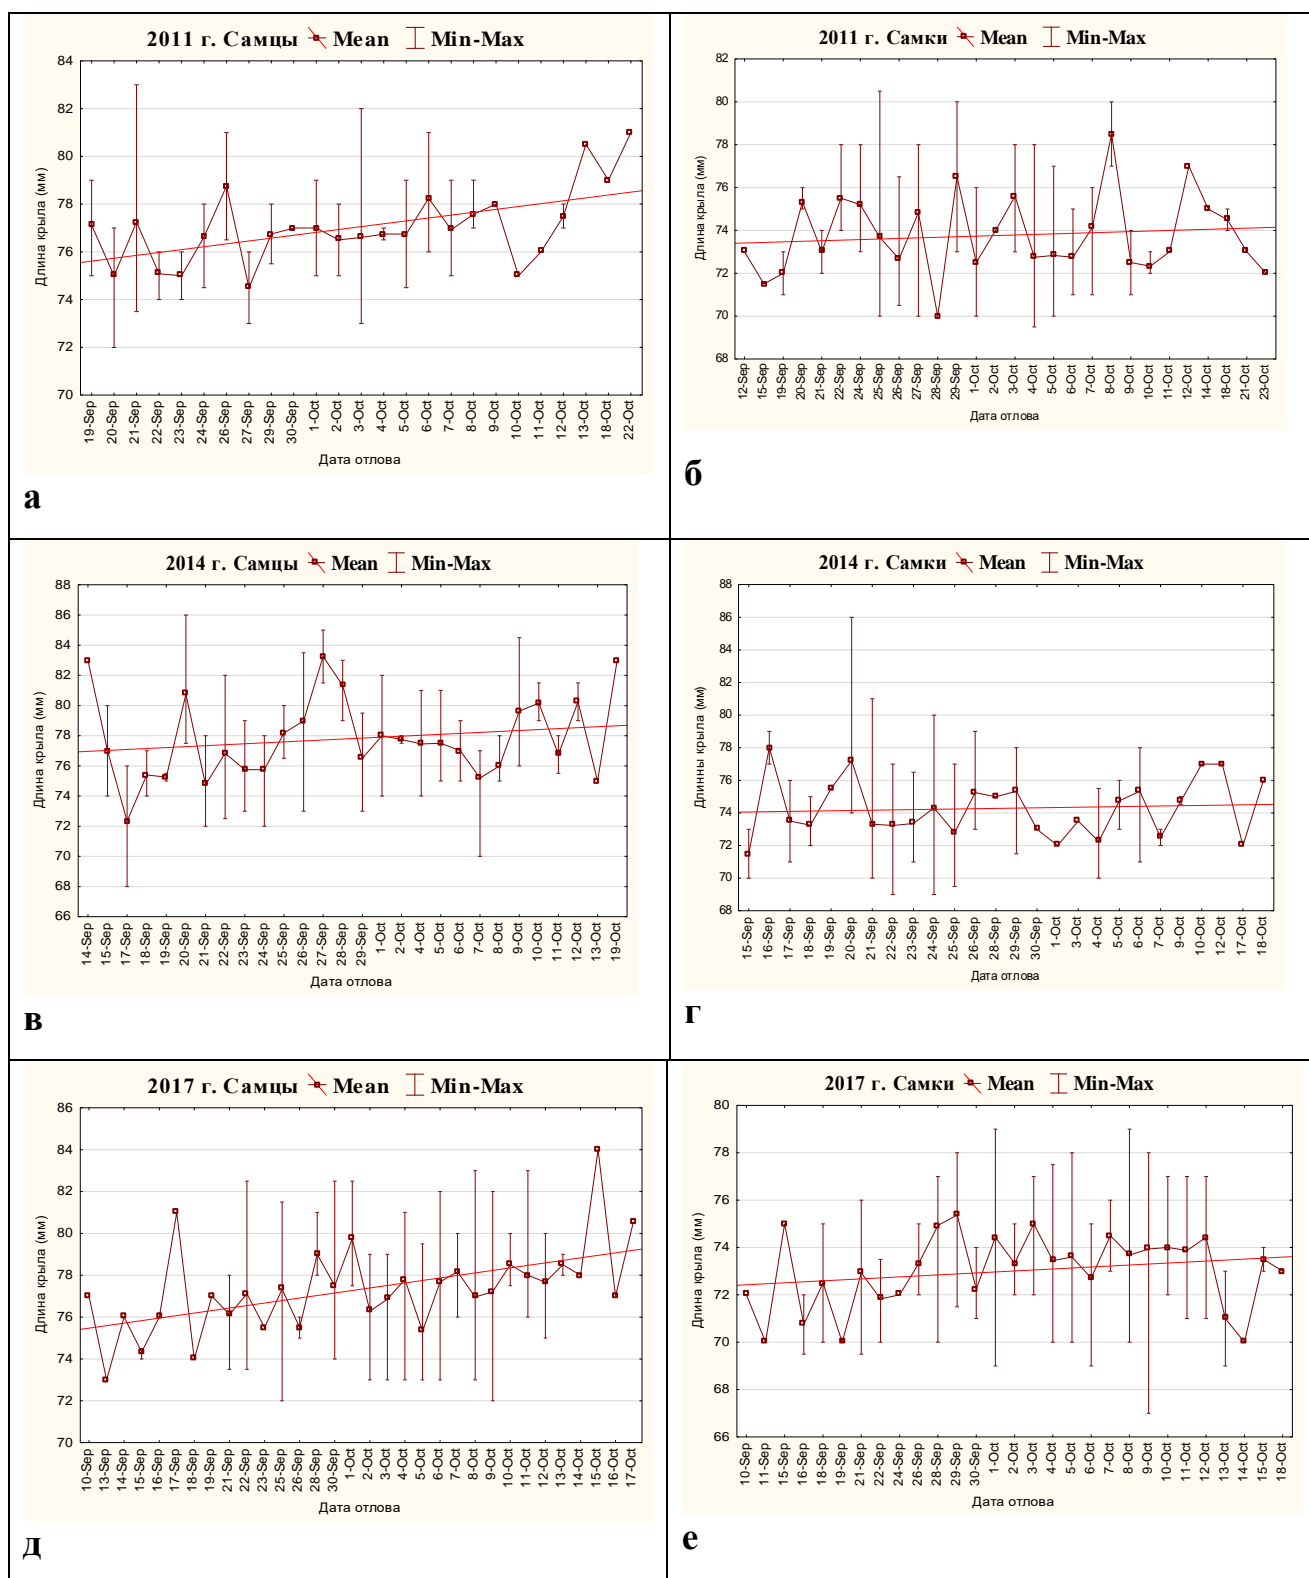 2011 г. Самцы Mean Min-Max
84
82
80
78
76
74
72
70
Длина крыла (мм)
19-Sep 20-Sep 21-Sep 22-Sep 23-Sep 24-Sep 26-Sep 27-Sep 29-Sep 30-Sep 1-Oct 2-Oct 3-Oct 4-Oct 5-Oct 6-Oct 7-Oct 8-Oct 9-Oct 10-Oct 11-Oct 12-Oct 13-Oct 18-Oct 22-Oct
Дата отлова
а
2011 г. Самки Mean Min-Max
82
80
78
76
74
72
70
68
Длина крыла (мм)
12-Sep 15-Sep 19-Sep 20-Sep 21-Sep 22-Sep 24-Sep 25-Sep 26-Sep 27-Sep 28-Sep 29-Sep 1-Oct 2-Oct 3-Oct 4-Oct 5-Oct 6-Oct 7-Oct 8-Oct 9-Oct 10-Oct 11-Oct 12-Oct 14-Oct 18-Oct 21-Oct 23-Oct
Дата отлова
б
2014 г. Самцы Mean Min-Max
88
86
84
82
80
78
76
74
72
70
68
66
Длина крыла (мм)
14-Sep 15-Sep 17-Sep 18-Sep 19-Sep 20-Sep 21-Sep 22-Sep 23-Sep 24-Sep 25-Sep 26-Sep 27-Sep 28-Sep 29-Sep 1-Oct 2-Oct 4-Oct 5-Oct 6-Oct 7-Oct 8-Oct 9-Oct 10-Oct 11-Oct 12-Oct 13-Oct 19-Oct
Дата отлова
в
2014 г. Самки Mean Min-Max
88
86
84
82
80
78
76
74
72
70
68
Длинны крыла (мм)
15-Sep 16-Sep 17-Sep 18-Sep 19-Sep 20-Sep 21-Sep 22-Sep 23-Sep 24-Sep 25-Sep 26-Sep 28-Sep 29-Sep 30-Sep 1-Oct 3-Oct 4-Oct 5-Oct 6-Oct 7-Oct 9-Oct 10-Oct 12-Oct 17-Oct 18-Oct
Дата отлова
г
2017 г. Самцы Mean Min-Max
86
84
82
80
78
76
74
72
70
Длина крыла (мм)
10-Sep 13-Sep 14-Sep 15-Sep 16-Sep 17-Sep 18-Sep 19-Sep 21-Sep 22-Sep 23-Sep 25-Sep 26-Sep 28-Sep 30-Sep 1-Oct 2-Oct 3-Oct 4-Oct 5-Oct 6-Oct 7-Oct 8-Oct 9-Oct 10-Oct 11-Oct 12-Oct 13-Oct 14-Oct 15-Oct 16-Oct 17-Oct
Дата отлова
д
2017 г. Самки Mean Min-Max
80
78
76
74
72
70
68
66
Длина крыла (мм)
10-Sep 11-Sep 15-Sep 16-Sep 18-Sep 19-Sep 21-Sep 22-Sep 24-Sep 26-Sep 28-Sep 29-Sep 30-Sep 1-Oct 2-Oct 3-Oct 4-Oct 5-Oct 6-Oct 7-Oct 8-Oct 9-Oct 10-Oct 11-Oct 12-Oct 13-Oct 14-Oct 15-Oct 18-Oct
Дата отлова
е